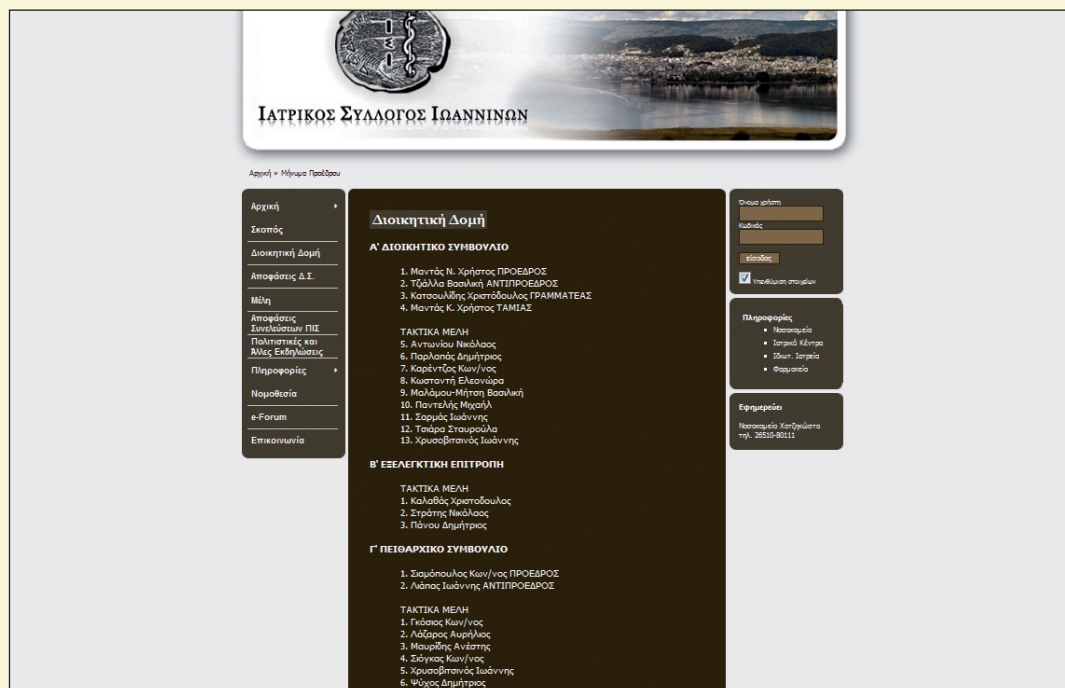 ΙΑΤΡΙΚΟΣ ΣΥΛΛΟΓΟΣ ΙΩΑΝΝΙΝΩΝ
Αρχική » Μήνυμα Προέδρου
Αρχική
Σκοπός
Διοικητική Δομή
Αποφάσεις Δ.Σ.
Μέλη
Αποφάσεις
Συνελεύσεων ΠΙΣ
Πολιτιστικές και
Άλλες Εκδηλώσεις
Πληροφορίες
Νομοθεσία
e-Forum
Επικοινωνία
Διοικητική Δομή
Α' ΔΙΟΙΚΗΤΙΚΟ ΣΥΜΒΟΥΛΙΟ
1. Μαντάς Ν. Χρήστος ΠΡΟΕΔΡΟΣ
2. Τζιάλλα Βασιλική ΑΝΤΙΠΡΟΕΔΡΟΣ
3. Κατσουλίδης Χριστόδουλος ΓΡΑΜΜΑΤΕΑΣ
4. Μαντάς Κ. Χρήστος ΤΑΜΙΑΣ
ΤΑΚΤΙΚΑ ΜΕΛΗ
5. Αντωνίου Νικόλαος
6. Παρλαπάς Δημήτριος
7. Καρέντζος Κων/νος
8. Κωσταντή Ελεονώρα
9. Μαλάμου-Μήτση Βασιλική
10. Παντελής Μιχαήλ
11. Σαρμάς Ιωάννης
12. Τσιάρα Σταυρούλα
13. Χρυσοβιτσινός Ιωάννης
Β' ΕΞΕΛΕΓΚΤΙΚΗ ΕΠΙΤΡΟΠΗ
ΤΑΚΤΙΚΑ ΜΕΛΗ
1. Καλαθάς Χριστοδουλος
2. Στράτης Νικόλαος
3. Πάνου Δημήτριος
Γ' ΠΕΙΘΑΡΧΙΚΟ ΣΥΜΒΟΥΛΙΟ
1. Σιαμόπουλος Κων/νος ΠΡΟΕΔΡΟΣ
2. Λιάπας Ιωάννης ΑΝΤΙΠΡΟΕΔΡΟΣ
ΤΑΚΤΙΚΑ ΜΕΛΗ
1. Γκόσιος Κων/νος
2. Λάζαρος Αυρήλιος
3. Μαυρίδης Ανέστης
4. Σιόγκας Κων/νος
5. Χρυσοβιτσινός Ιωάννης
6. Ψύχος Δημήτριος
Όνομα χρήστη
Κωδικός
είσοδος
Υπενθύμιση στοιχείων
Πληροφορίες
Νοσοκομεία
Ιατρικά Κέντρα
Ιδιωτ. Ιατρεία
Φαρμακεία
Εφημερεύει
Νοσοκομείο Χατζηκώστα
τηλ. 26510-80111